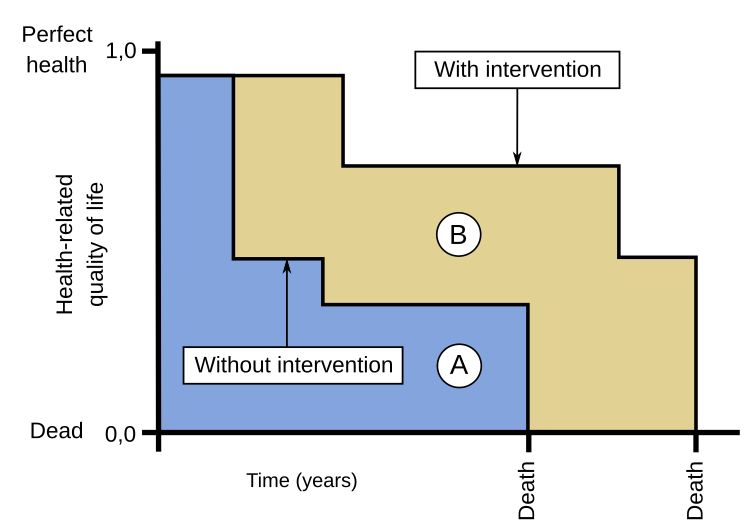 Perfect
health
1,0
With intervention
Health-related
quality of life
B
Without intervention
A
Dead
0,0
Time (years)
Death
Death